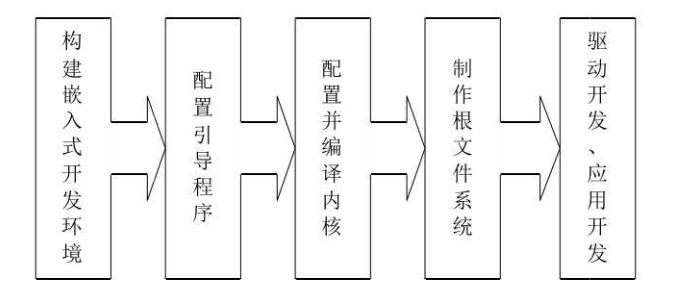 构建嵌入式开发环境
配置引导程序
配置并编译内核
制作根文件系统
驱动开发、应用开发